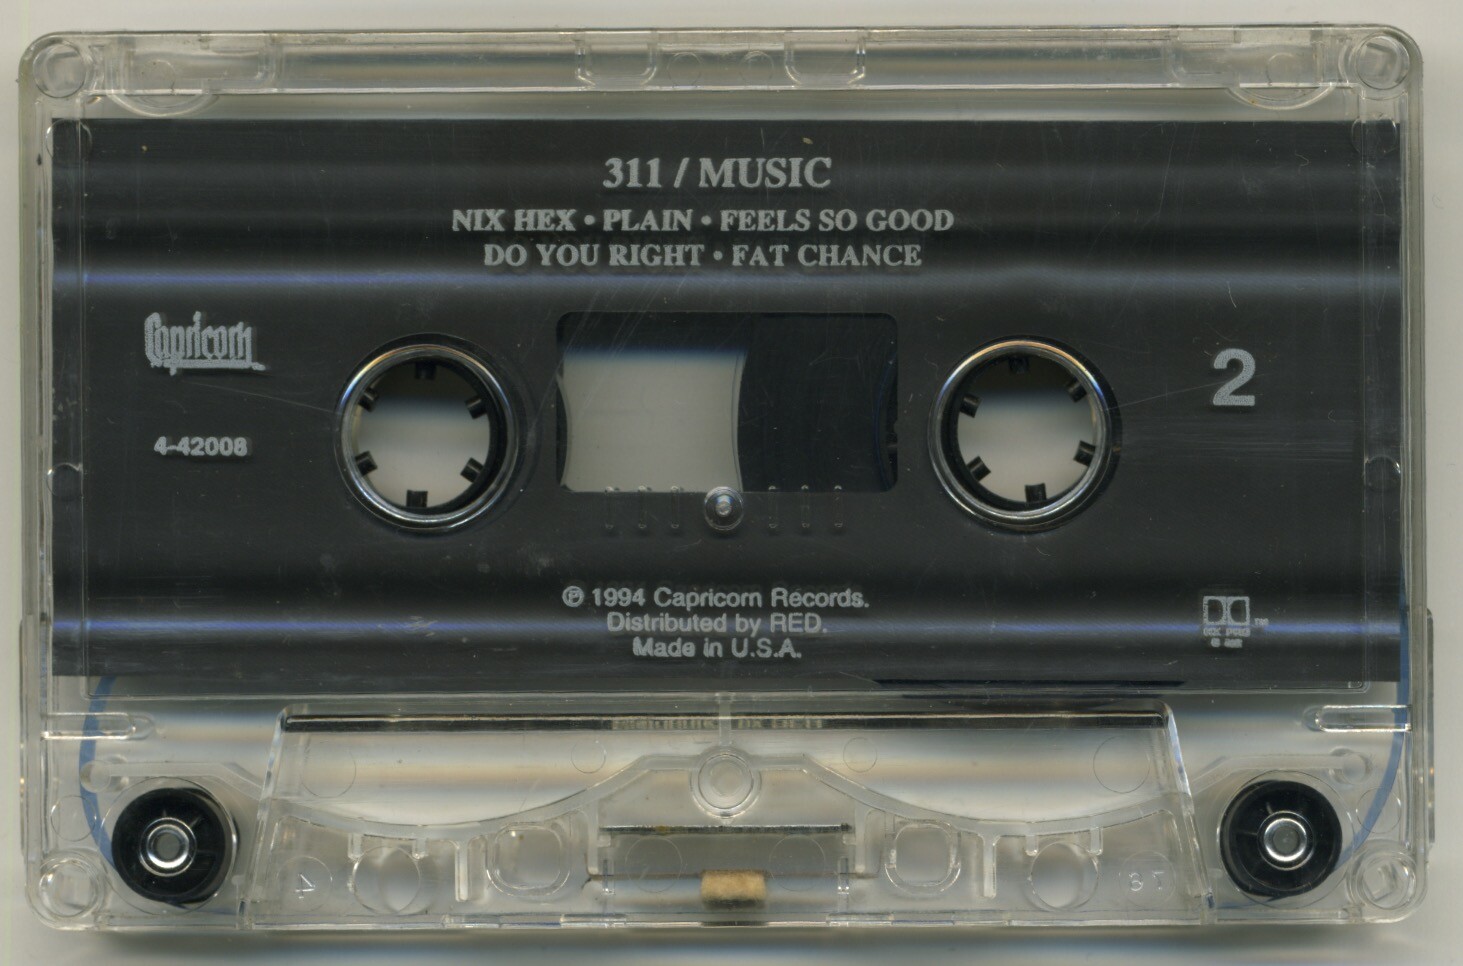 311 / MUSIC
NIX HEX • PLAIN • FEELS SO GOOD
DO YOU RIGHT • FAT CHANCE
Capricorn
4-42008
2
℗ 1994 Capricorn Records.
Distributed by RED.
Made in U.S.A.